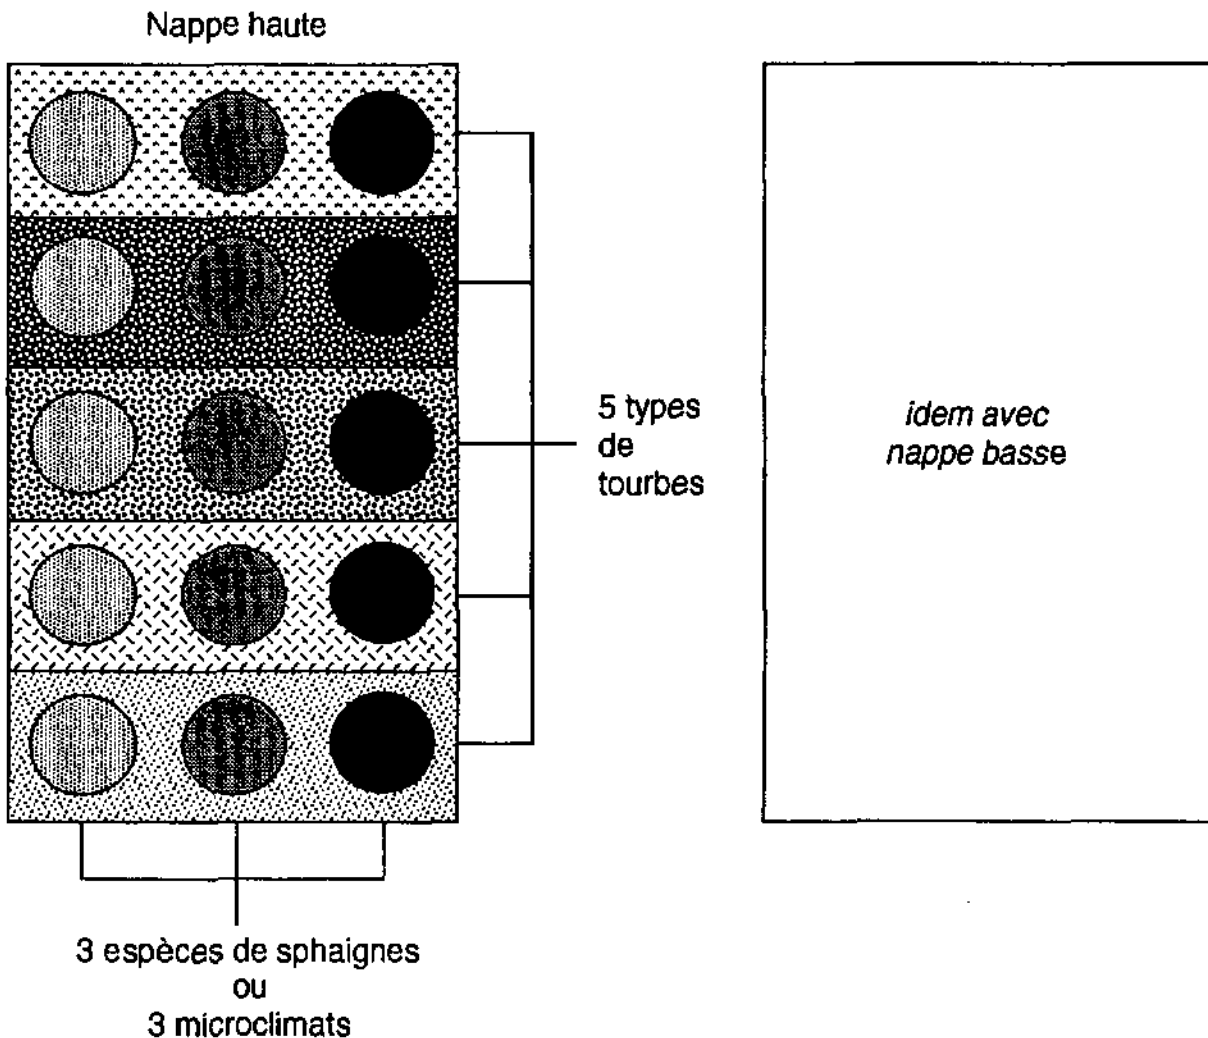 Nappe haute
5 types
de
tourbes
idem avec
nappe basse
3 espèces de sphaignes
ou
3 microclimats